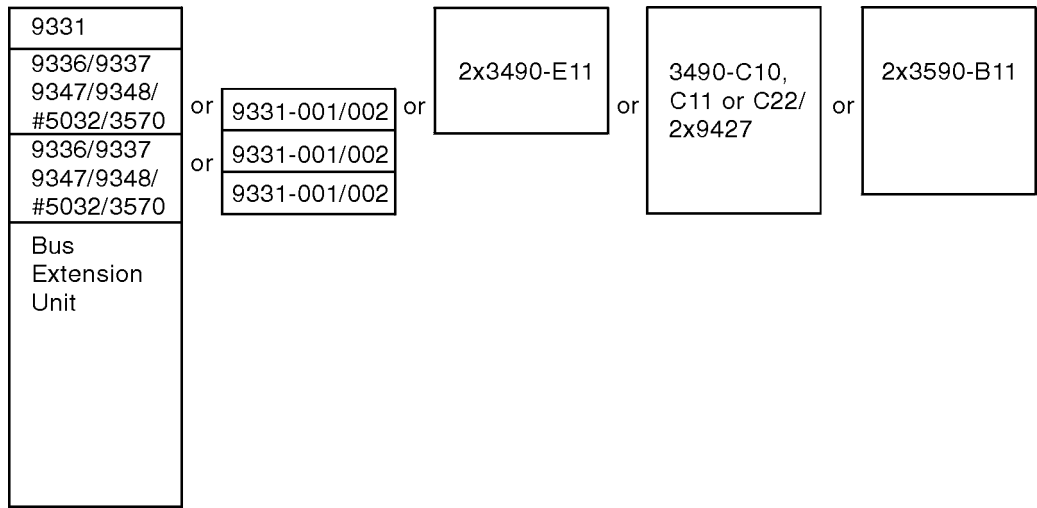 9331
9336/9337
9347/9348/
#5032/3570
9336/9337
9347/9348/
#5032/3570
Bus
Extension
Unit
or
or
9331-001/002
9331-001/002
9331-001/002
or
2x3490-E11
or
3490-C10,
C11 or C22/
2x9427
or
2x3590-B11